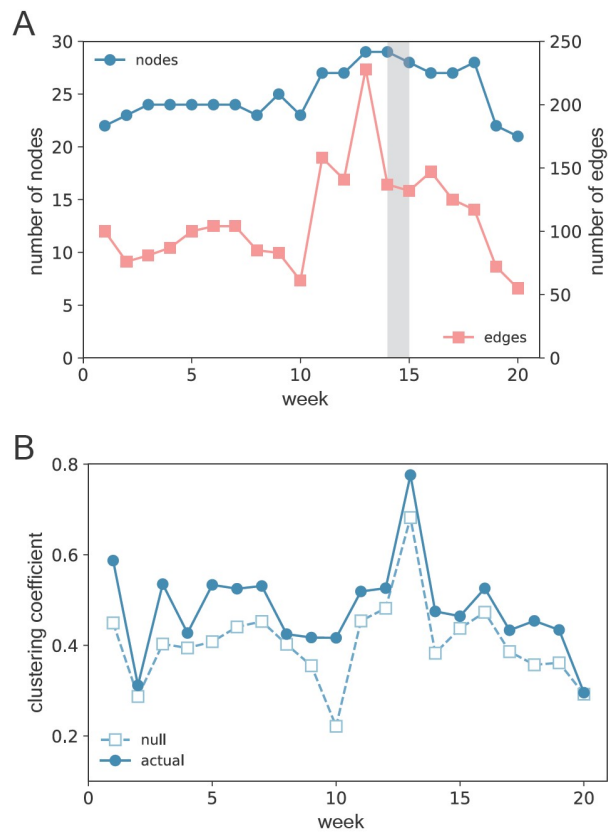 A
30
25
20
15
10
5
0
number of nodes
nodes
edges
250
200
150
100
50
0
number of edges
0
5
10
15
20
week
B
0.8
0.6
0.4
0.2
clustering coefficient
null
actual
0
5
10
15
20
week